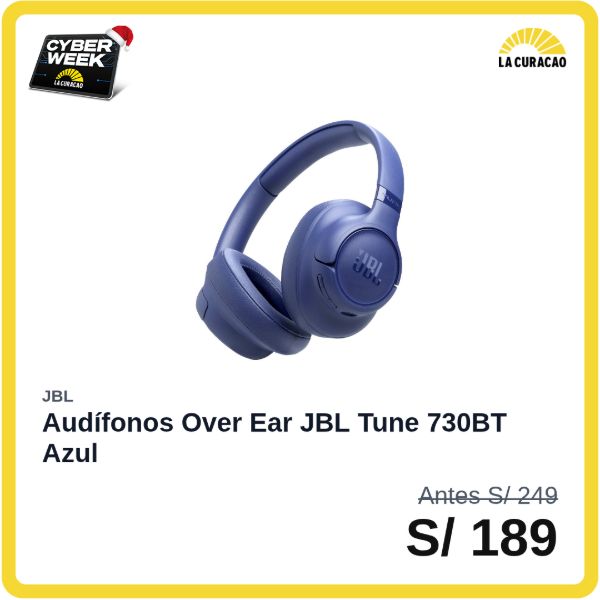 CYBER
WEEK
LA CURACAO
LA CURACAO
JBL
JBL
Audífonos Over Ear JBL Tune 730BT
Azul
Antes S/ 249
S/ 189